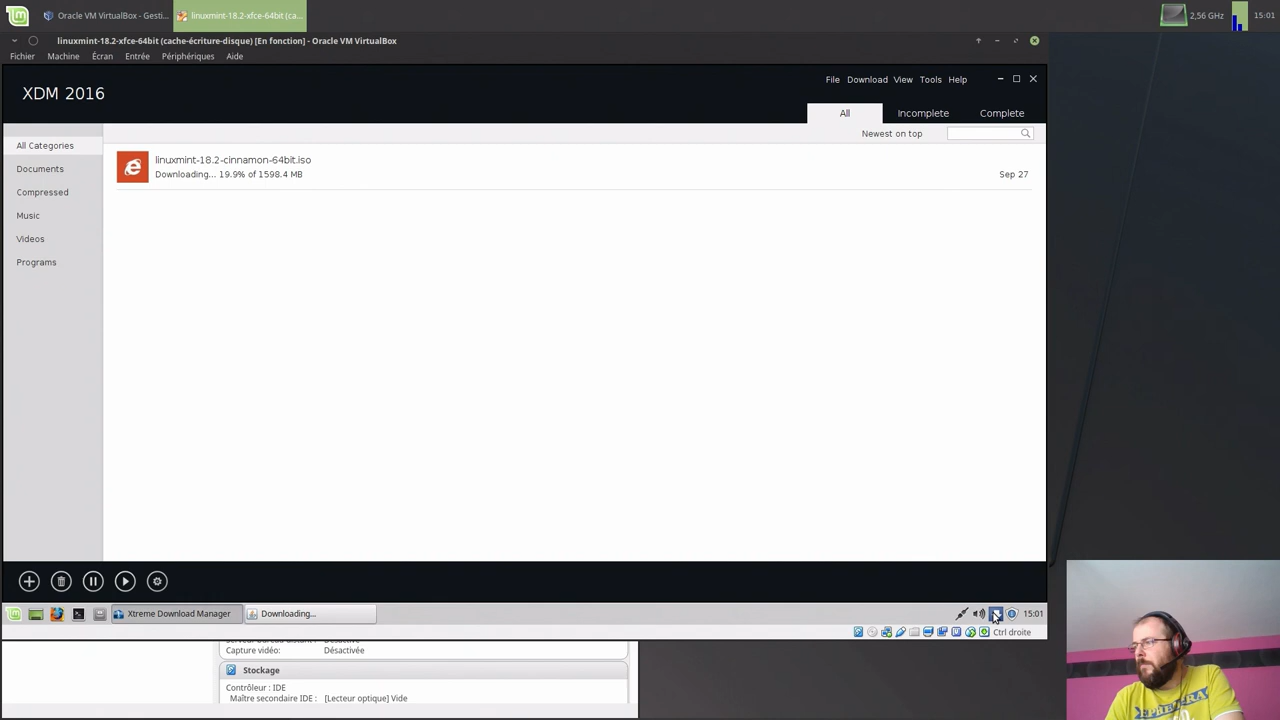 Oracle VM VirtualBox - Gesti...
linuxmint-18.2-xfce-64bit (ca...
2,56 GHz
15:01
linuxmint-18.2-xfce-64bit (cache-écriture-disque) [En fonction] - Oracle VM VirtualBox
Fichier Machine Écran Entrée Périphériques Aide
XDM 2016
File Download View Tools Help
All Incomplete Complete
Newest on top
All Categories
Documents
Compressed
Music
Videos
Programs
linuxmint-18.2-cinnamon-64bit.iso
Downloading... 19.9% of 1598.4 MB
Sep 27
Xtreme Download Manager
Downloading...
15:01
Ctrl droite
Capture vidéo: Désactivée
Stockage
Contrôleur : IDE
Maître secondaire IDE : [Lecteur optique] Vide